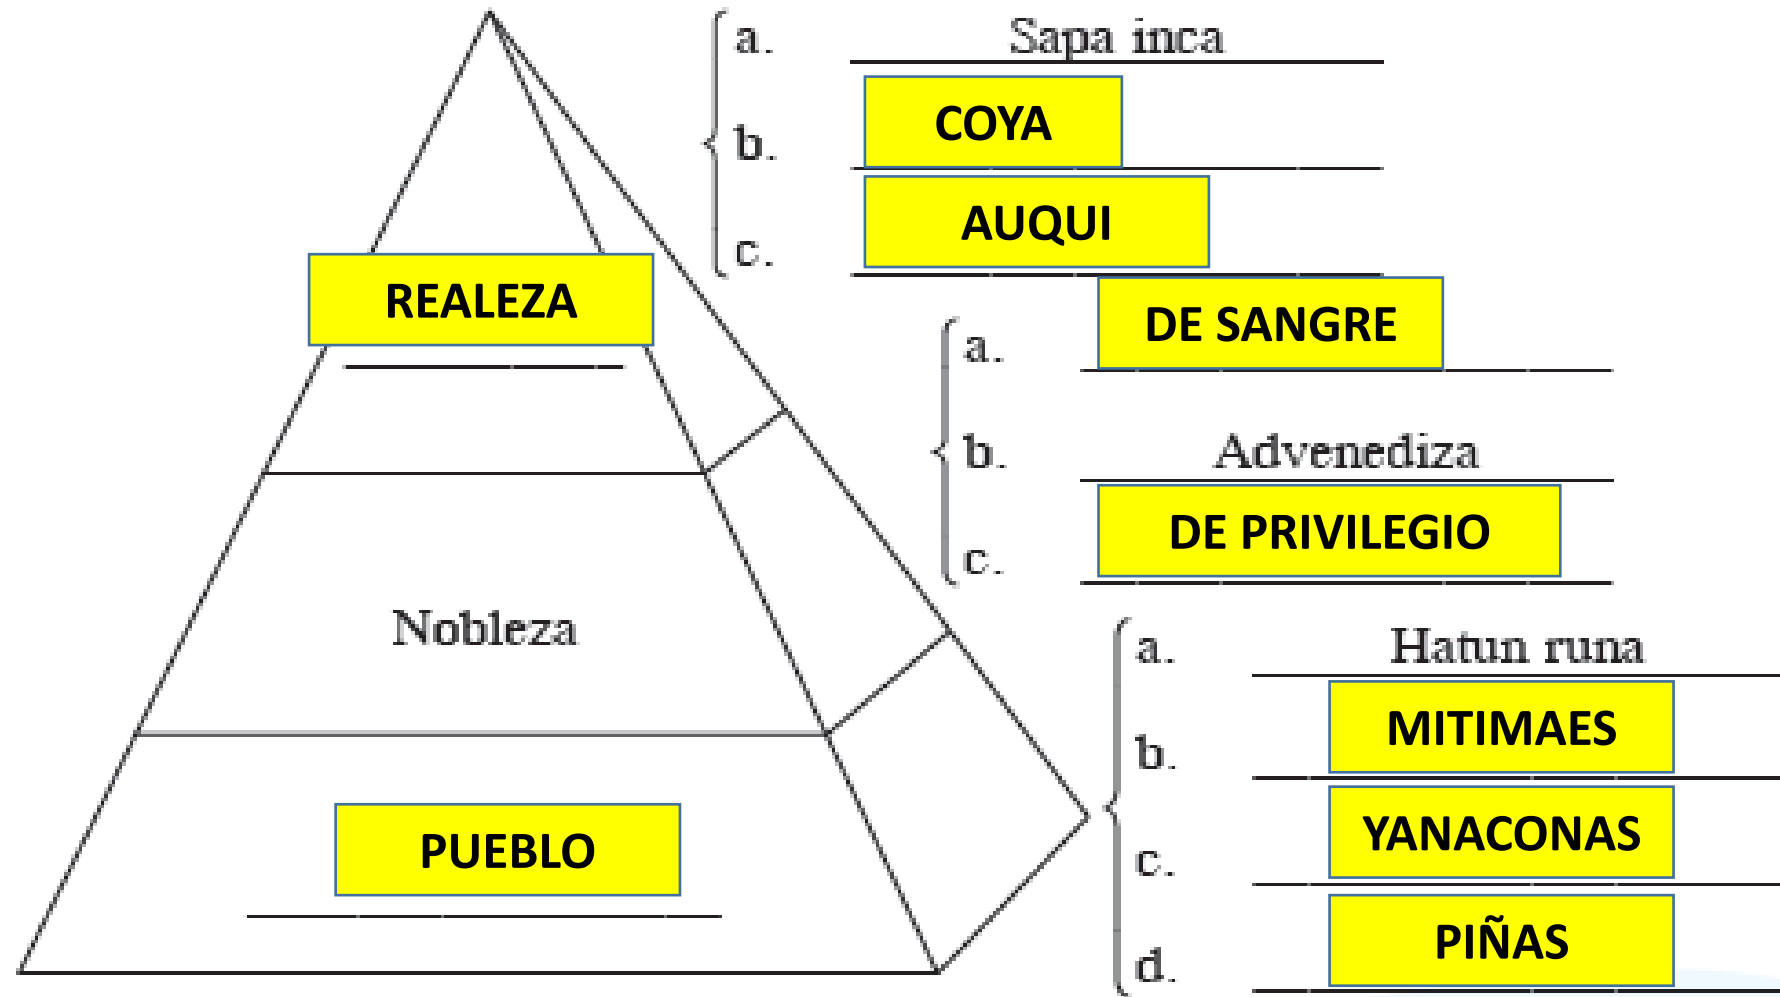 a. Sapa inca
b. COYA
c. AUQUI
REALEZA
a. DE SANGRE
b. Advenediza
c. DE PRIVILEGIO
Nobleza
a. Hatun runa
b. MITIMAES
c. YANACONAS
d. PIÑAS
PUEBLO